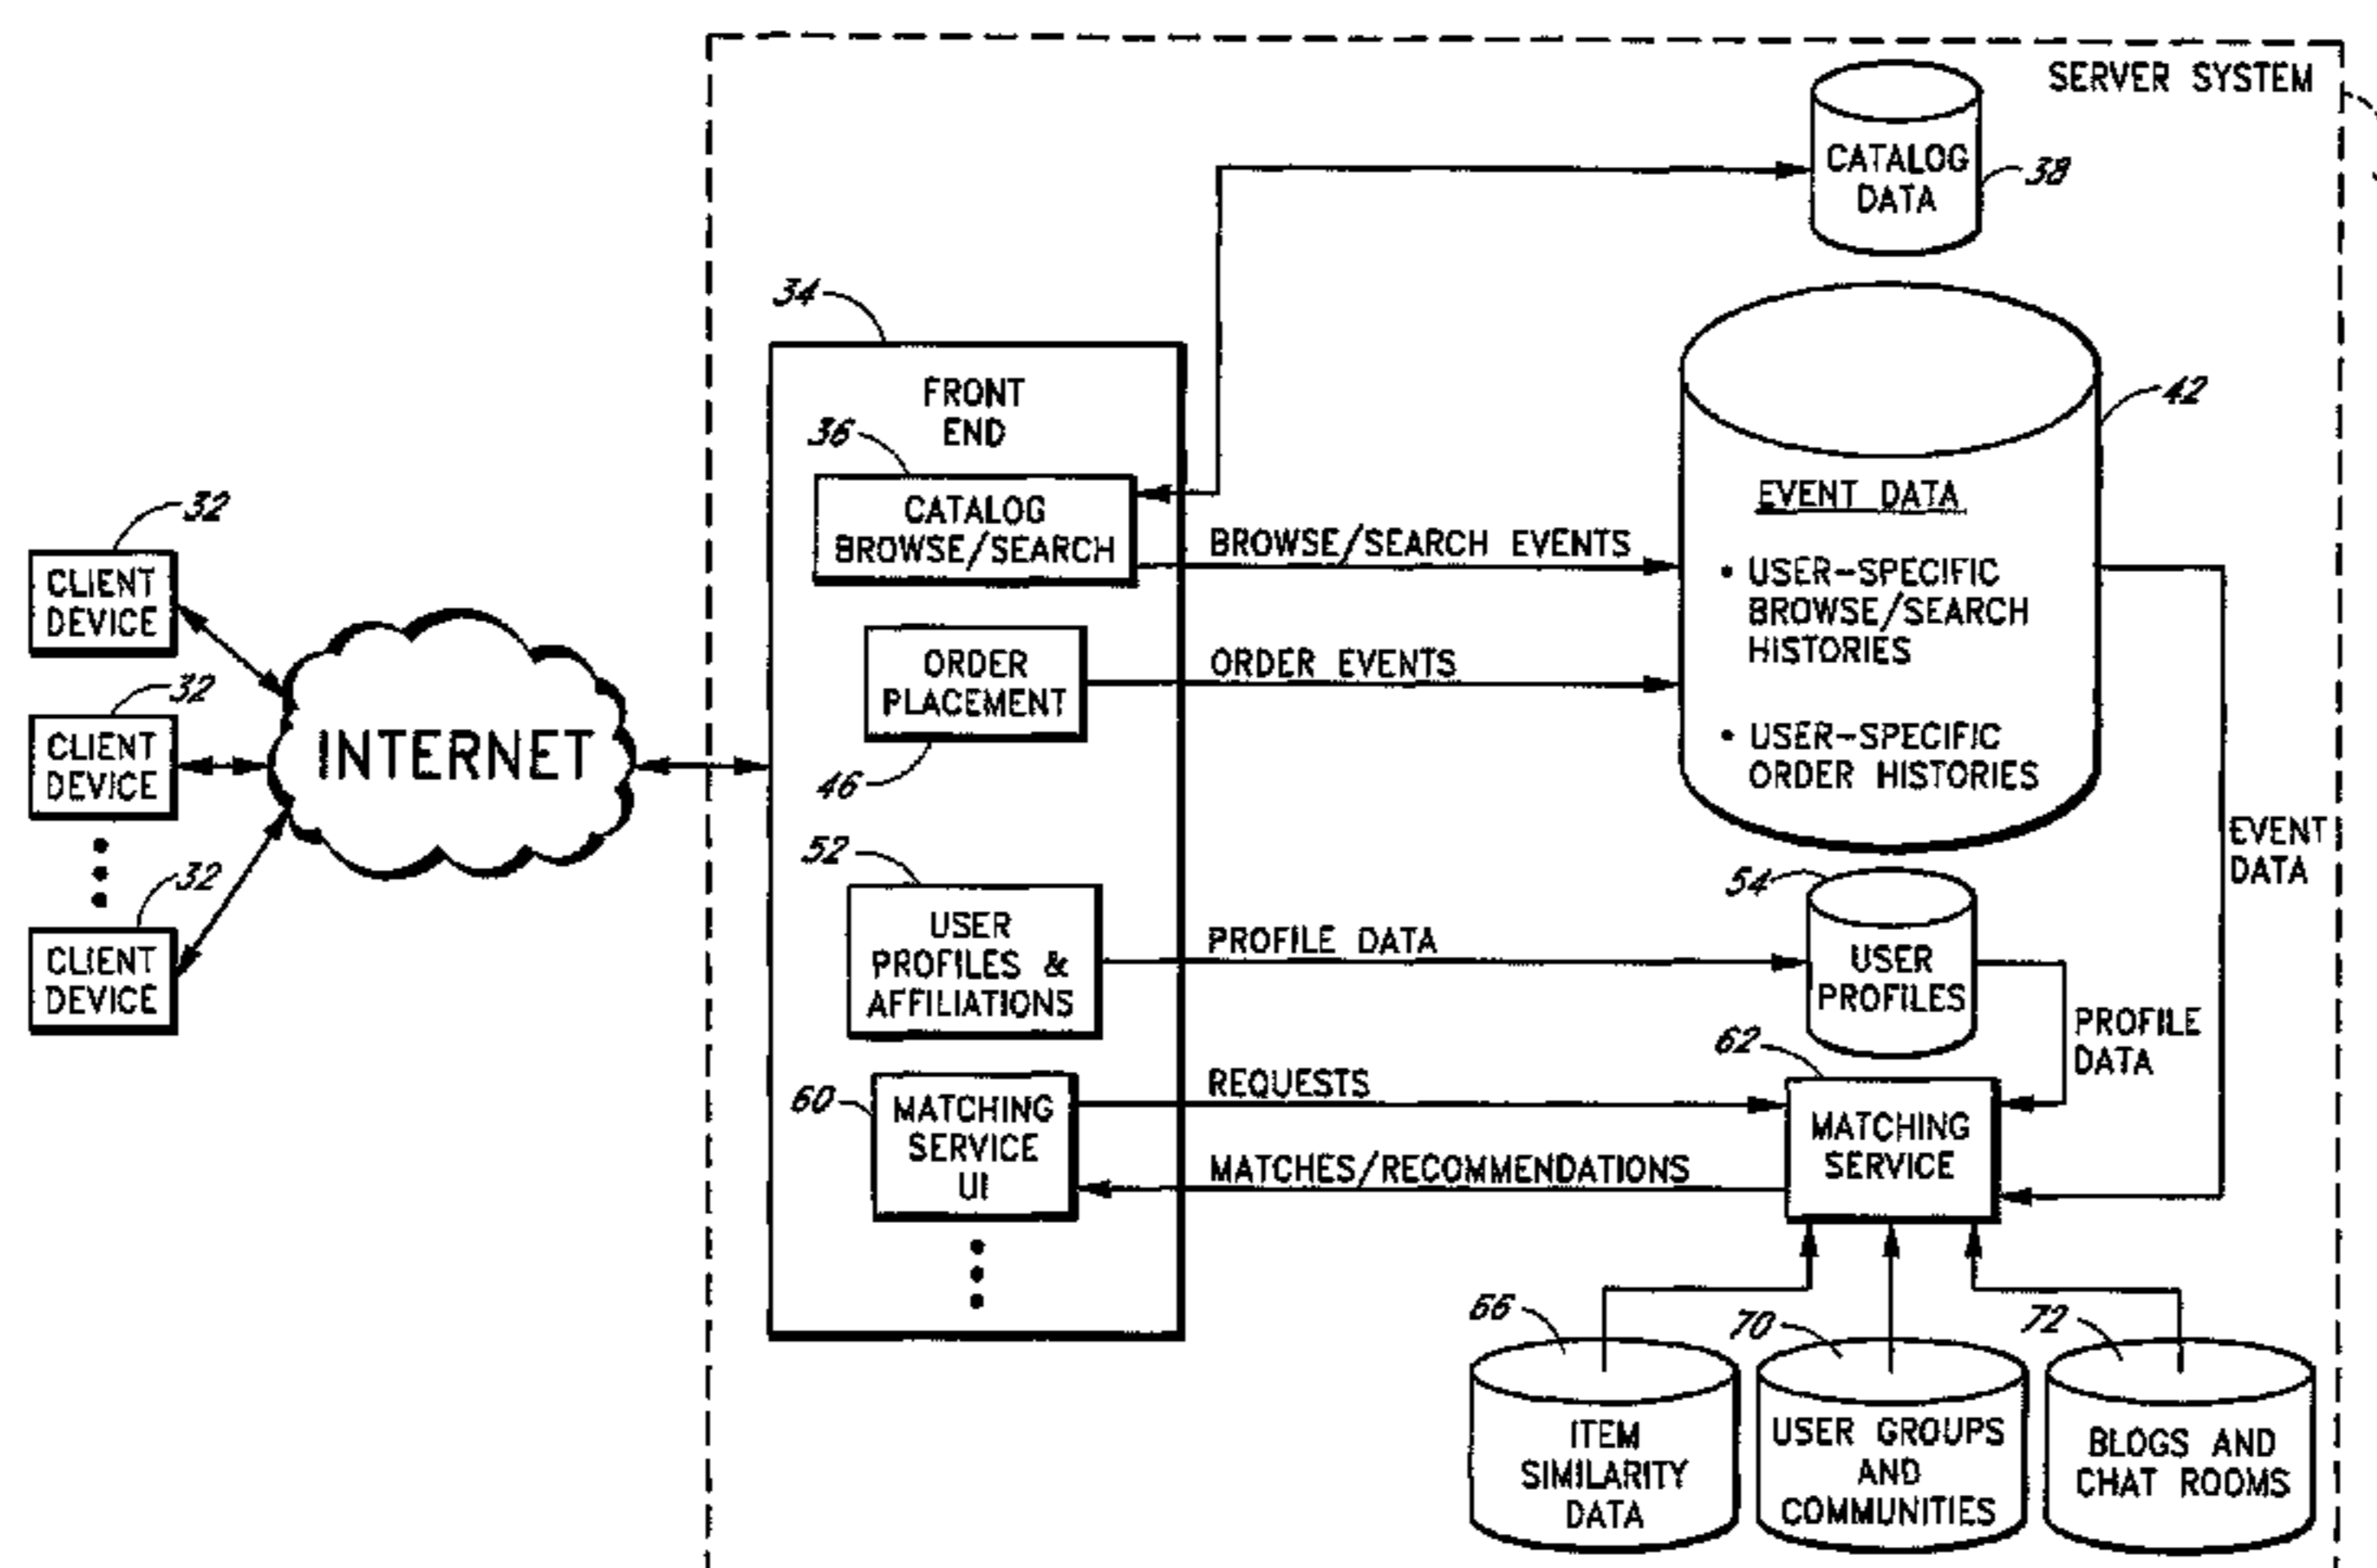 SERVER SYSTEM
CATALOG
DATA
38
34
FRONT
END
36
CATALOG
BROWSE/SEARCH
BROWSE/SEARCH EVENTS
42
EVENT DATA
• USER-SPECIFIC
BROWSE/SEARCH
HISTORIES
• USER-SPECIFIC
ORDER HISTORIES
32
CLIENT
DEVICE
32
CLIENT
DEVICE
32
CLIENT
DEVICE
INTERNET
ORDER
PLACEMENT
46
ORDER EVENTS
EVENT
DATA
52
USER
PROFILES &
AFFILIATIONS
PROFILE DATA
54
USER
PROFILES
PROFILE
DATA
60
MATCHING
SERVICE
UI
REQUESTS
MATCHES/RECOMMENDATIONS
62
MATCHING
SERVICE
66
ITEM
SIMILARITY
DATA
70
USER GROUPS
AND
COMMUNITIES
72
BLOGS AND
CHAT ROOMS